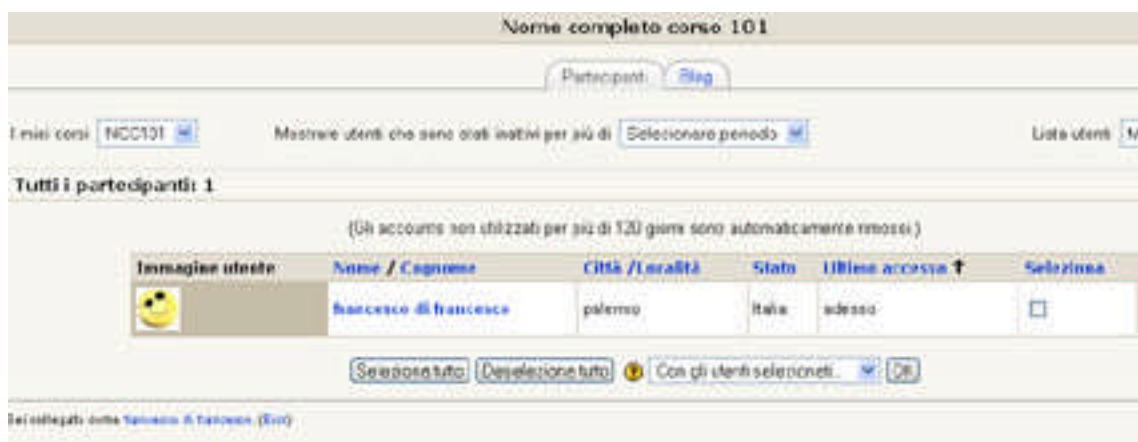 Nome completo corso 101
Partecipanti Blog
I miei corsi NCC101 Mostrare utenti che sono stati inattivi per più di Selezionare periodo Lista utenti
Tutti i partecipanti: 1
(Gli accounts non utilizzati per più di 120 giorni sono automaticamente rimossi.)
Immagine utente Nome / Cognome Città /Località Stato Ultimo accesso ↑ Seleziona
francesco di francesco palermo Italia adesso
Seleziona tutto Deseleziona tutto ? Con gli utenti selezionati... OK
Sei collegato come francesco di francesco. (Esci)